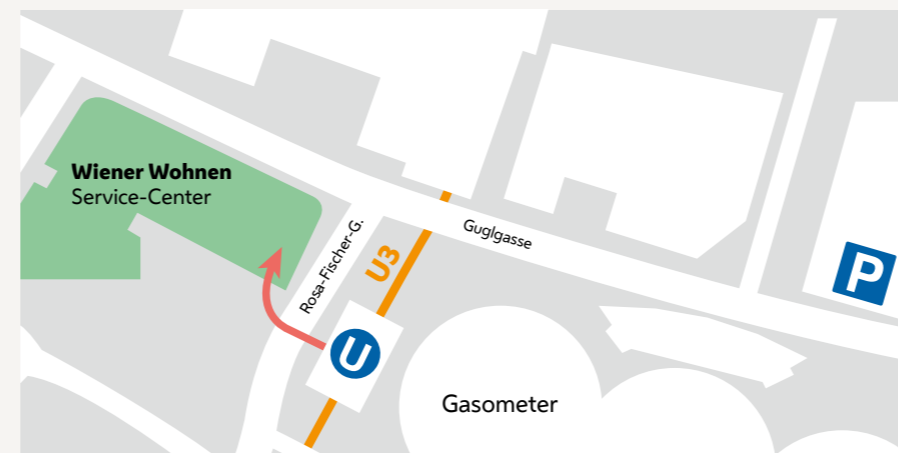 Wiener Wohnen
Service-Center
Rosa-Fischer-G.
U3
Guglgasse
P
U
Gasometer